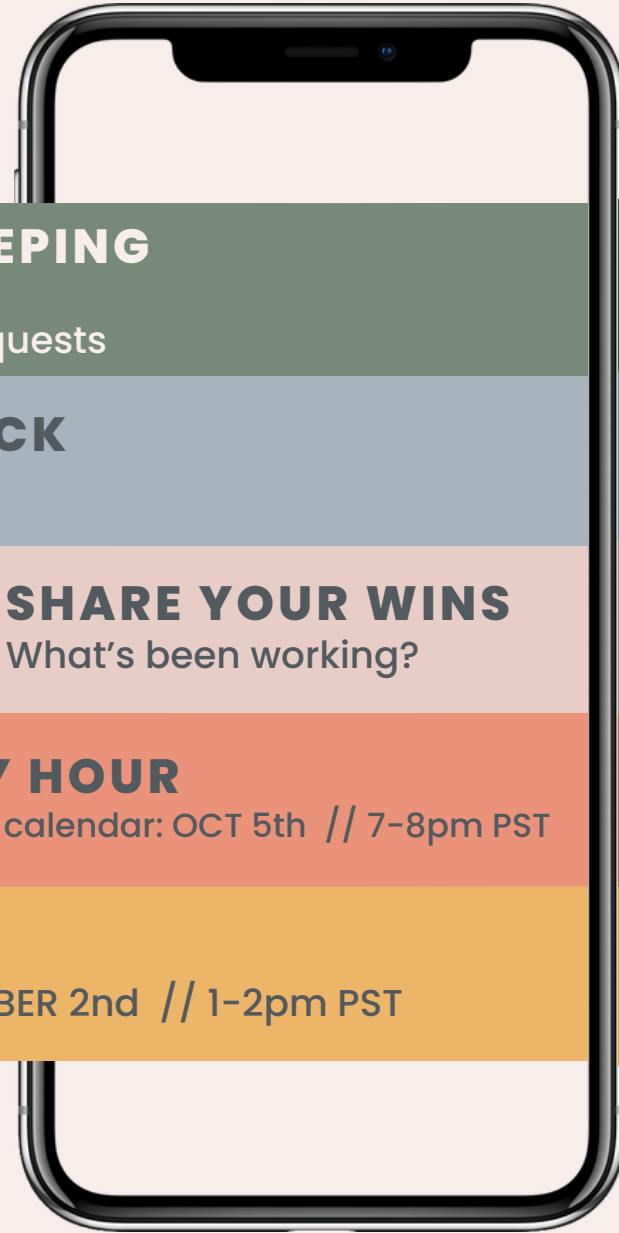 EPING
quests
CK
SHARE YOUR WINS
What's been working?
Y HOUR
calendar: OCT 5th // 7-8pm PST
BER 2nd // 1-2pm PST